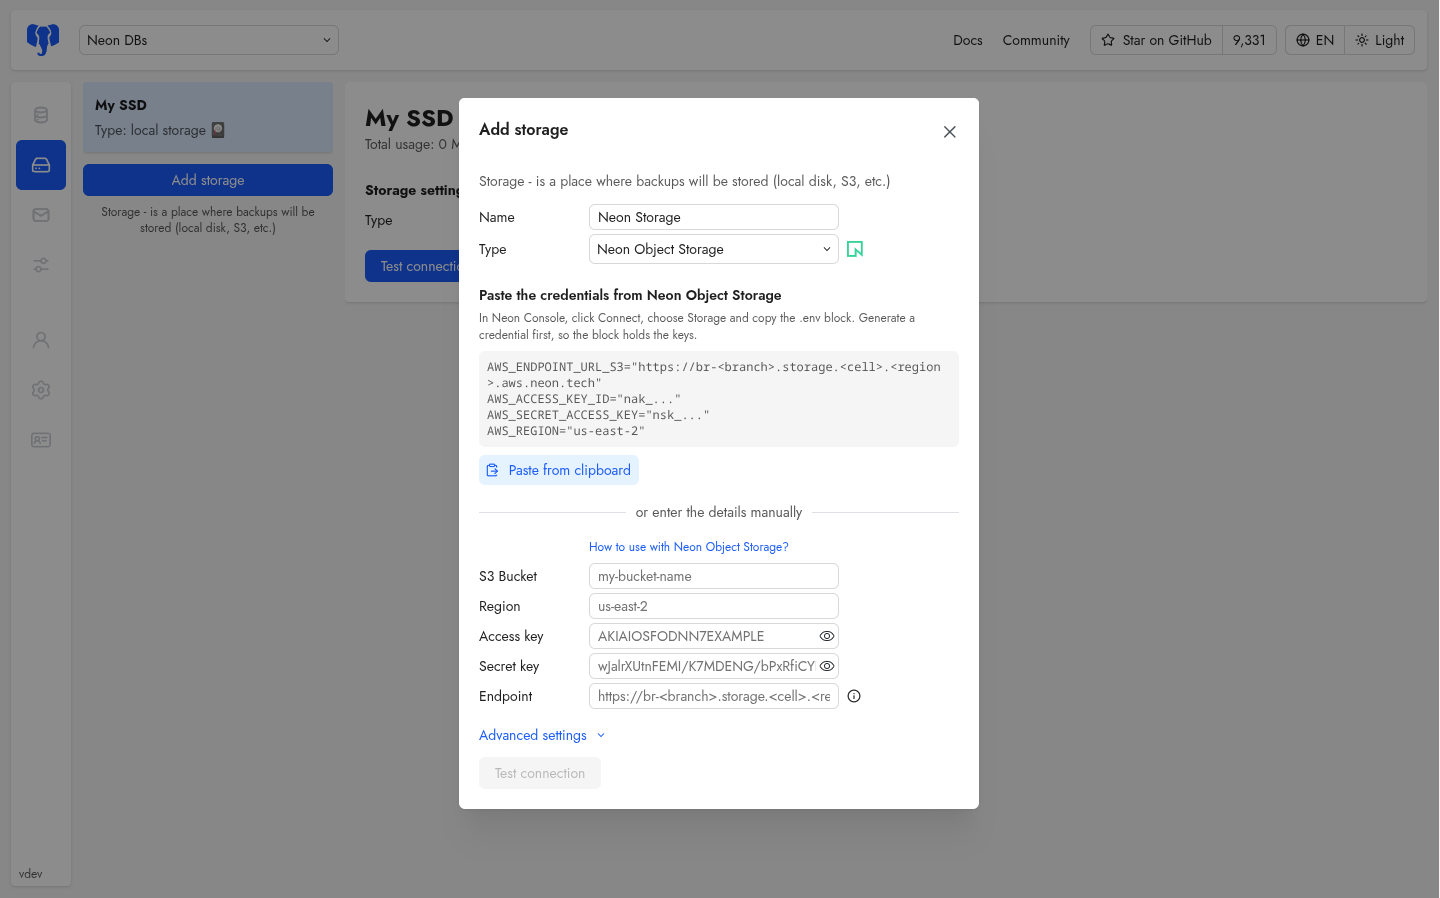 Neon DBs
Docs
Community
Star on GitHub
9,331
EN
Light
My SSD
Type: local storage
Add storage
Storage - is a place where backups will be
stored (local disk, S3, etc.)
My SSD
Total usage: 0 M
Storage setting
Type
Test connectio
vdev
Add storage
Storage - is a place where backups will be stored (local disk, S3, etc.)
Name
Neon Storage
Type
Neon Object Storage
Paste the credentials from Neon Object Storage
In Neon Console, click Connect, choose Storage and copy the .env block. Generate a
credential first, so the block holds the keys.
AWS_ENDPOINT_URL_S3="https://br-<branch>.storage.<cell>.<region
>.aws.neon.tech"
AWS_ACCESS_KEY_ID="nak_..."
AWS_SECRET_ACCESS_KEY="nsk_..."
AWS_REGION="us-east-2"
Paste from clipboard
or enter the details manually
How to use with Neon Object Storage?
S3 Bucket
my-bucket-name
Region
us-east-2
Access key
AKIAIOSFODNN7EXAMPLE
Secret key
wJalrXUtnFEMI/K7MDENG/bPxRfiCY
Endpoint
https://br-<branch>.storage.<cell>.<re
Advanced settings
Test connection